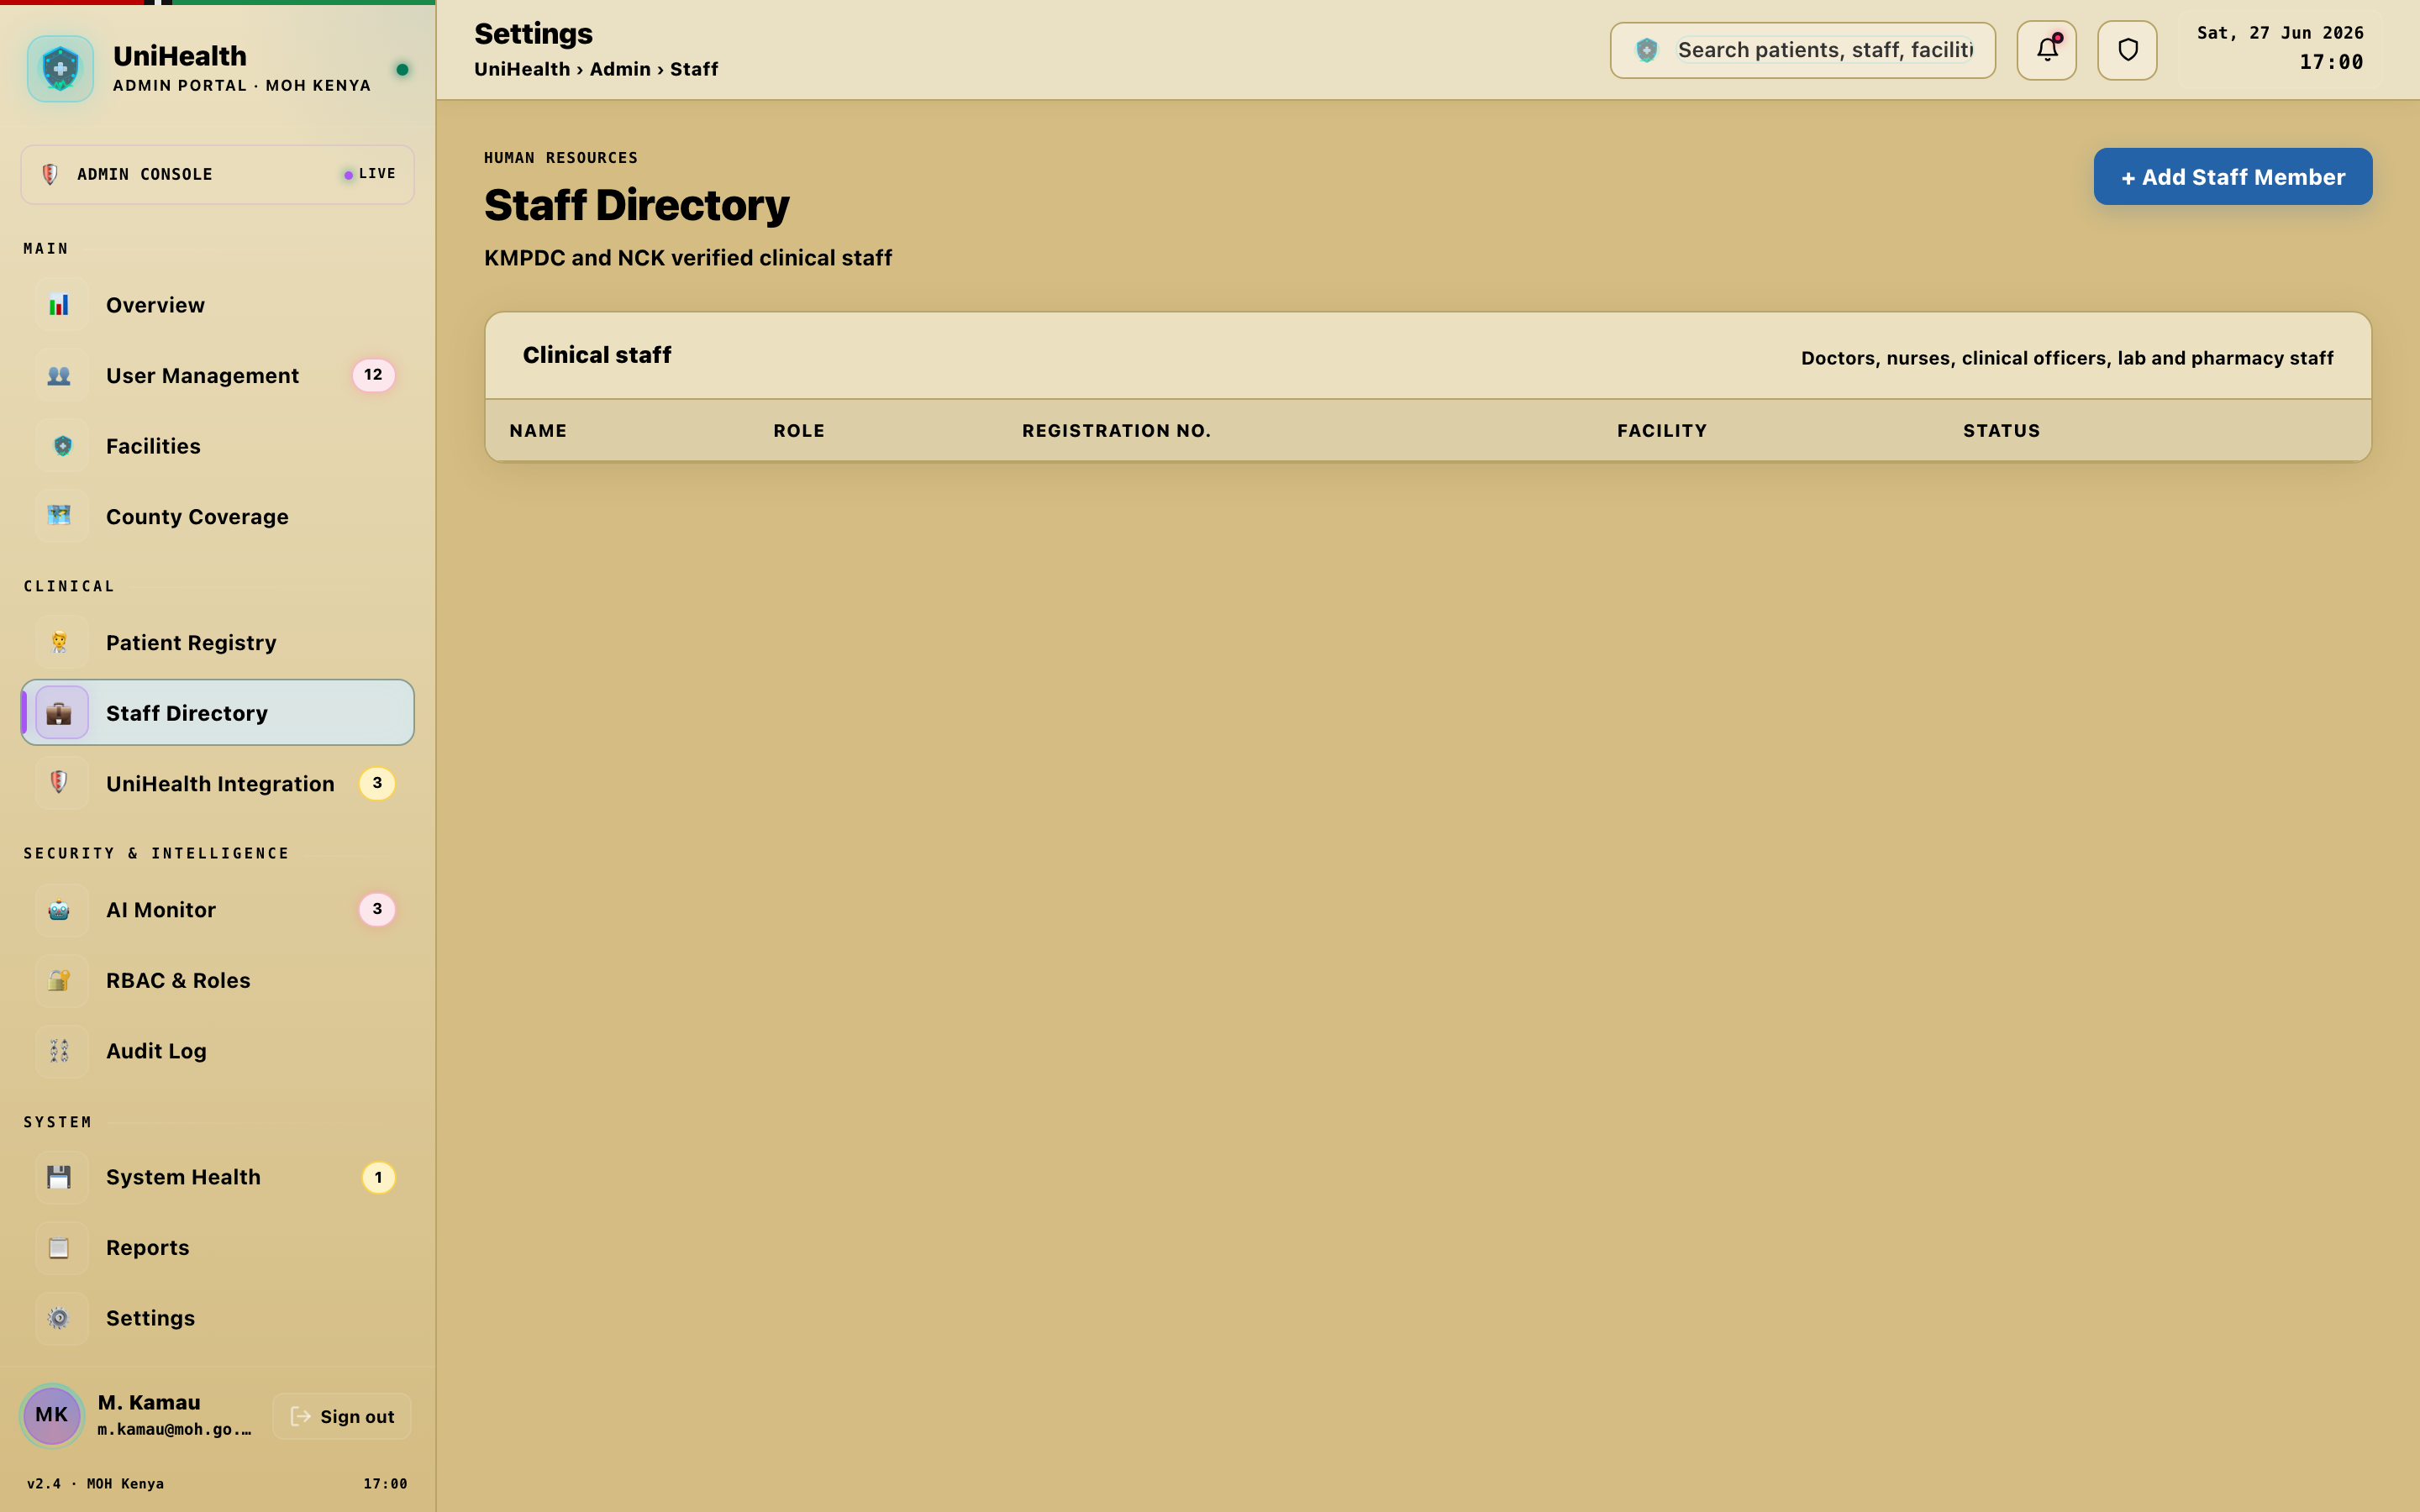 UniHealth
ADMIN PORTAL · MOH KENYA
ADMIN CONSOLE
LIVE
MAIN
Overview
User Management
12
Facilities
County Coverage
CLINICAL
Patient Registry
Staff Directory
UniHealth Integration
3
SECURITY & INTELLIGENCE
AI Monitor
3
RBAC & Roles
Audit Log
SYSTEM
System Health
1
Reports
Settings
MK
M. Kamau
m.kamau@moh.go.…
Sign out
v2.4 · MOH Kenya
17:00
Settings
UniHealth › Admin › Staff
Search patients, staff, faciliti
Sat, 27 Jun 2026
17:00
HUMAN RESOURCES
Staff Directory
KMPDC and NCK verified clinical staff
+ Add Staff Member
Clinical staff
Doctors, nurses, clinical officers, lab and pharmacy staff
NAME ROLE REGISTRATION NO. FACILITY STATUS